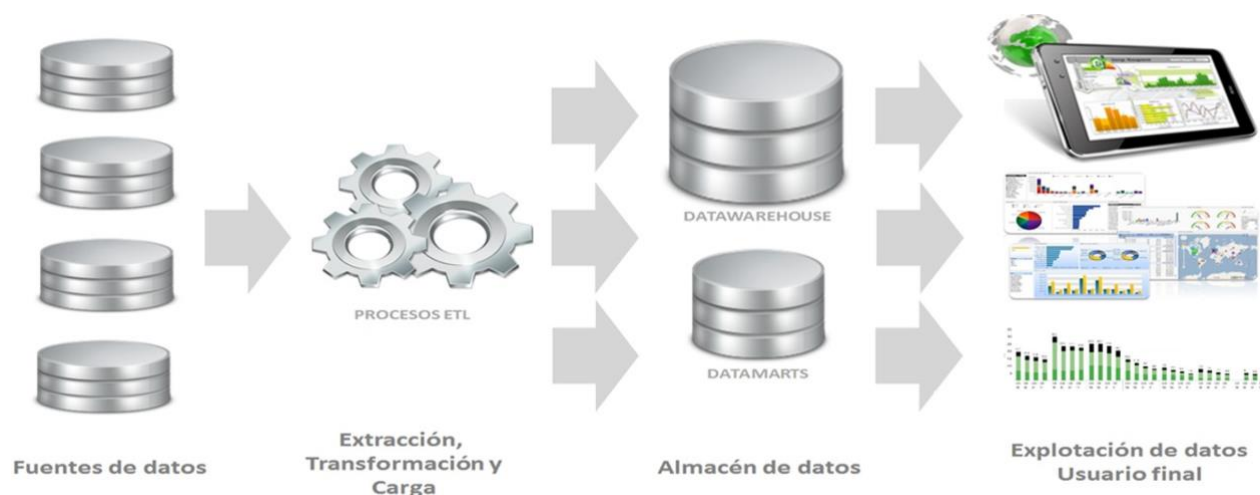 PROCESOS ETL
DATAWAREHOUSE
DATAMARTS
Fuentes de datos
Extracción,
Transformación y
Carga
Almacén de datos
Explotación de datos
Usuario final